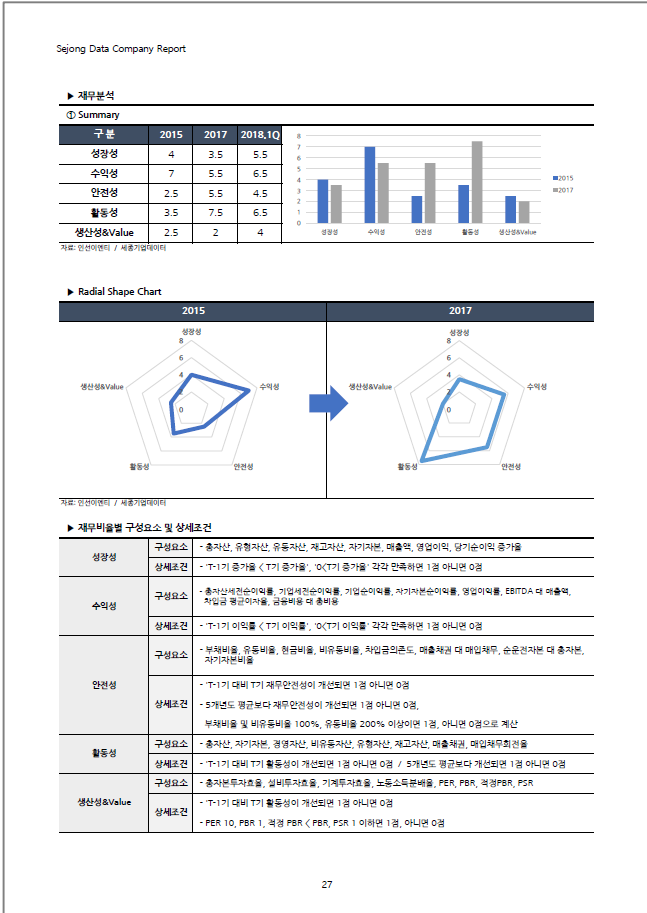 Sejong Data Company Report
▶ 재무분석
① Summary
구 분 2015 2017 2018.1Q
성장성 4 3.5 5.5
수익성 7 5.5 6.5
안전성 2.5 5.5 4.5
활동성 3.5 7.5 6.5
생산성&Value 2.5 2 4
8
7
6
5
4
3
2
1
0
성장성 수익성 안전성 활동성 생산성&Value
2015
2017
자료: 인선이엔티 / 세종기업데이터
▶ Radial Shape Chart
2015 2017
성장성
8
6
4
2
0
수익성
안전성
활동성
생산성&Value
성장성
8
6
4
2
0
수익성
안전성
활동성
생산성&Value
자료: 인선이엔티 / 세종기업데이터
▶ 재무비율별 구성요소 및 상세조건
성장성
구성요소 - 총자산, 유형자산, 유동자산, 재고자산, 자기자본, 매출액, 영업이익, 당기순이익 증가율
상세조건 - 'T-1기 증가율 < T기 증가율', '0<T기 증가율' 각각 만족하면 1점 아니면 0점
수익성
구성요소 - 총자산세전순이익률, 기업세전순이익률, 기업순이익률, 자기자본순이익률, 영업이익률, EBITDA 대 매출액,
차입금 평균이자율, 금융비용 대 총비용
상세조건 - 'T-1기 이익률 < T기 이익률', '0<T기 이익률' 각각 만족하면 1점 아니면 0점
안전성
구성요소 - 부채비율, 유동비율, 현금비율, 비유동비율, 차입금의존도, 매출채권 대 매입채무, 순운전자본 대 총자본,
자기자본비율
상세조건 - 'T-1기 대비 T기 재무안전성이 개선되면 1점 아니면 0점
- 5개년도 평균보다 재무안전성이 개선되면 1점 아니면 0점,
부채비율 및 비유동비율 100%, 유동비율 200% 이상이면 1점, 아니면 0점으로 계산
활동성
구성요소 - 총자산, 자기자본, 경영자산, 비유동자산, 유형자산, 재고자산, 매출채권, 매입채무회전율
상세조건 - 'T-1기 대비 T기 활동성이 개선되면 1점 아니면 0점 / 5개년도 평균보다 개선되면 1점 아니면 0점
생산성&Value
구성요소 - 총자본투자효율, 설비투자효율, 기계투자효율, 노동소득분배율, PER, PBR, 적정PBR, PSR
상세조건 - 'T-1기 대비 T기 활동성이 개선되면 1점 아니면 0점
- PER 10, PBR 1, 적정 PBR < PBR, PSR 1 이하면 1점, 아니면 0점
27